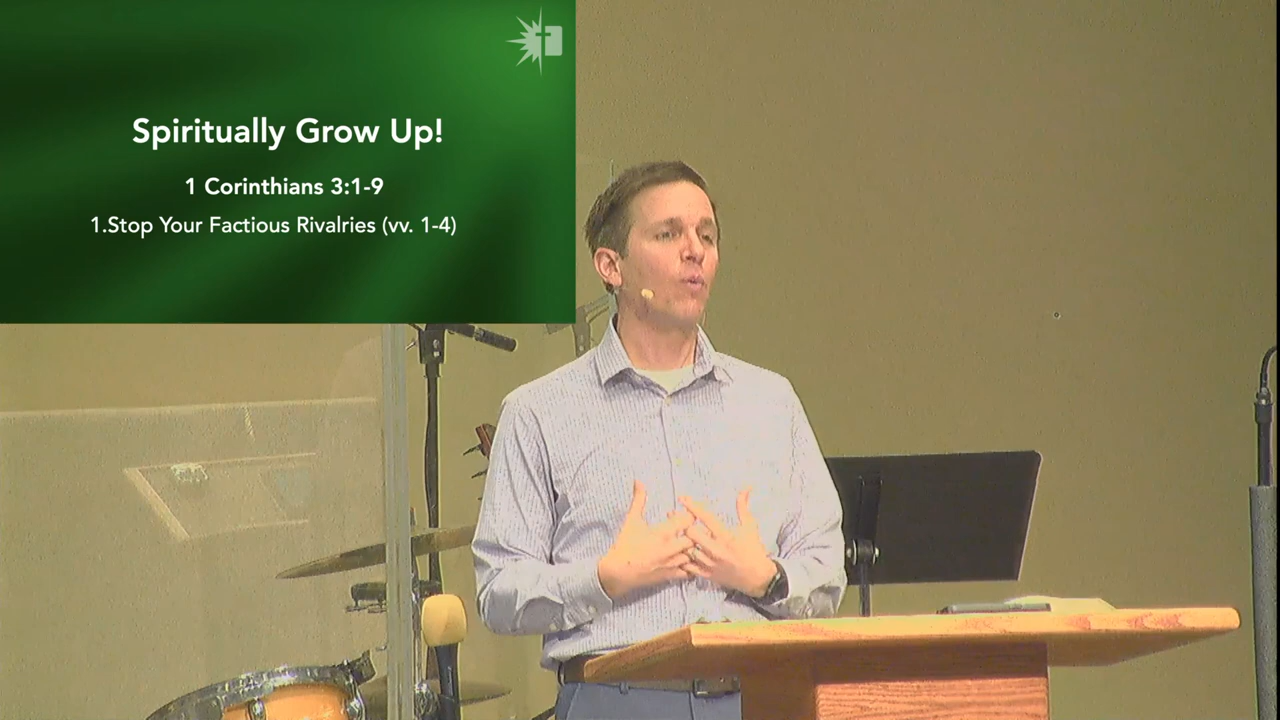 Spiritually Grow Up!
1 Corinthians 3:1-9
1.Stop Your Factious Rivalries (vv. 1-4)